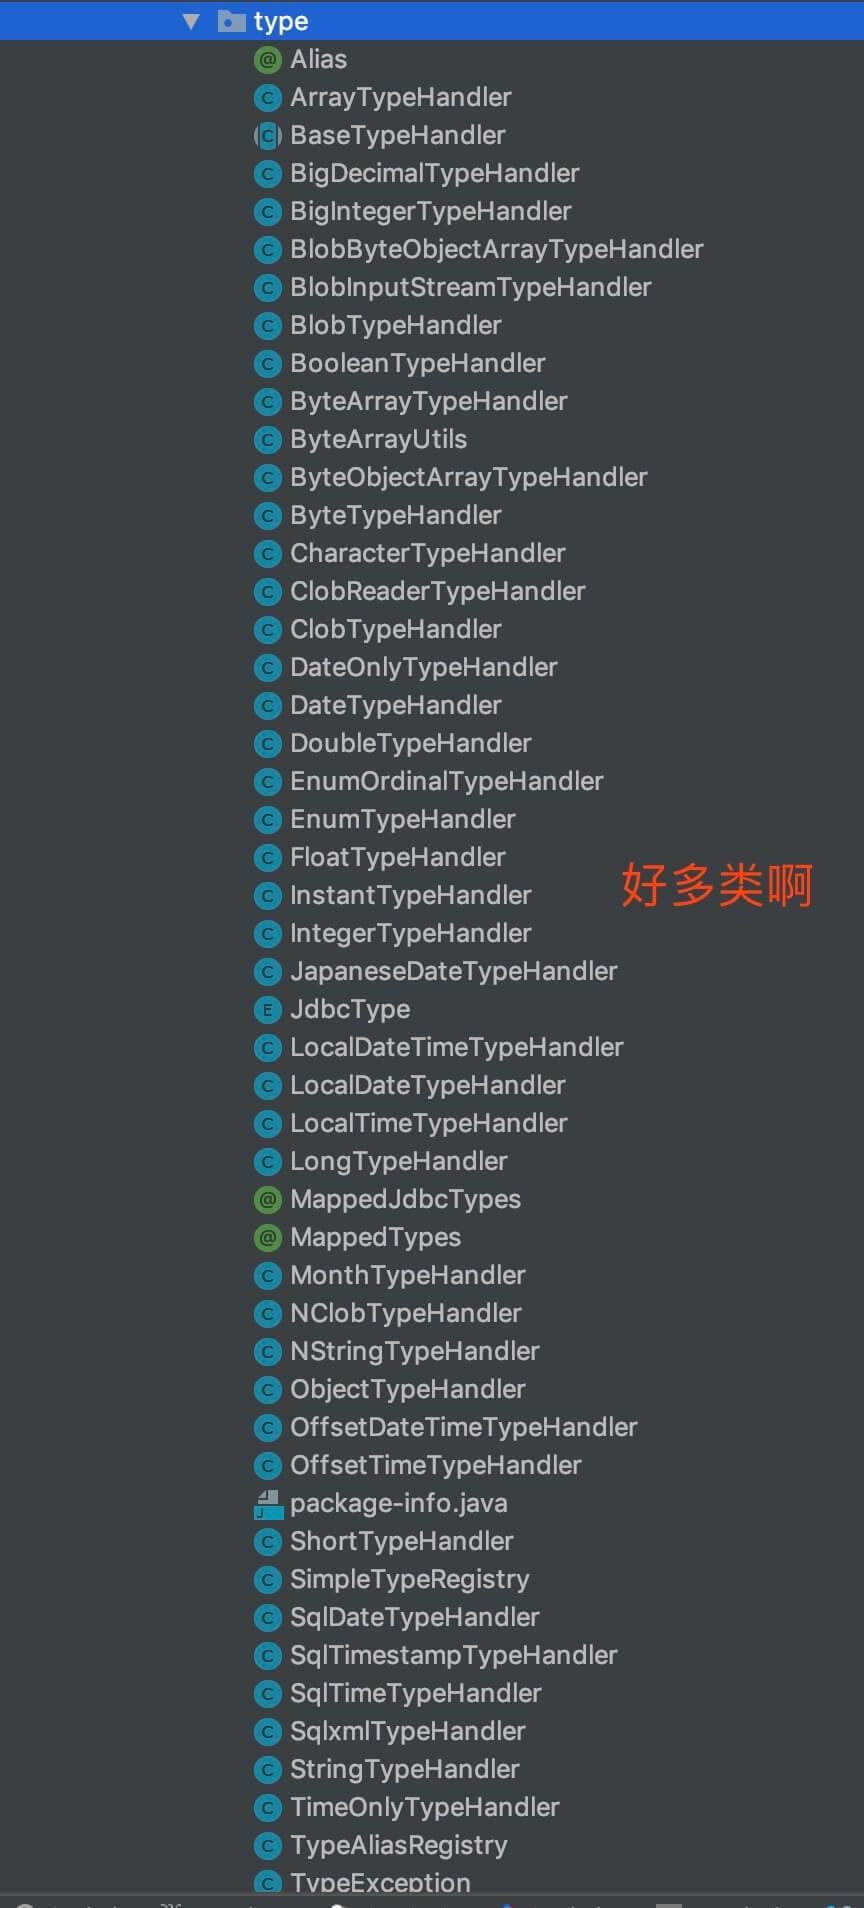 type
Alias
ArrayTypeHandler
BaseTypeHandler
BigDecimalTypeHandler
BigIntegerTypeHandler
BlobByteObjectArrayTypeHandler
BlobInputStreamTypeHandler
BlobTypeHandler
BooleanTypeHandler
ByteArrayTypeHandler
ByteArrayUtils
ByteObjectArrayTypeHandler
ByteTypeHandler
CharacterTypeHandler
ClobReaderTypeHandler
ClobTypeHandler
DateOnlyTypeHandler
DateTypeHandler
DoubleTypeHandler
EnumOrdinalTypeHandler
EnumTypeHandler
FloatTypeHandler
好多类啊
InstantTypeHandler
IntegerTypeHandler
JapaneseDateTypeHandler
JdbcType
LocalDateTimeTypeHandler
LocalDateTypeHandler
LocalTimeTypeHandler
LongTypeHandler
MappedJdbcTypes
MappedTypes
MonthTypeHandler
NClobTypeHandler
NStringTypeHandler
ObjectTypeHandler
OffsetDateTimeTypeHandler
OffsetTimeTypeHandler
package-info.java
ShortTypeHandler
SimpleTypeRegistry
SqlDateTypeHandler
SqlTimestampTypeHandler
SqlTimeTypeHandler
SqlxmlTypeHandler
StringTypeHandler
TimeOnlyTypeHandler
TypeAliasRegistry
TypeException